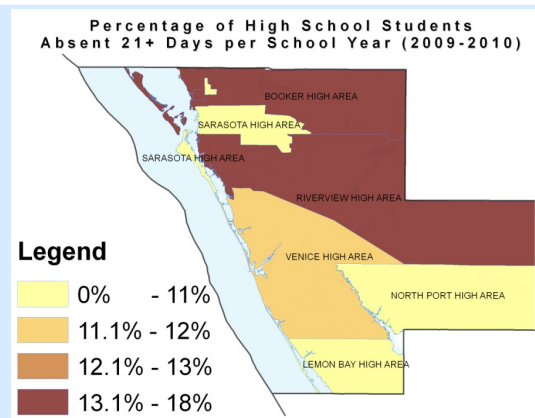 Percentage of High School Students
Absent 21+ Days per School Year (2009-2010)
BOOKER HIGH AREA
SARASOTA HIGH AREA
SARASOTA HIGH AREA
RIVERVIEW HIGH AREA
VENICE HIGH AREA
NORTH PORT HIGH AREA
LEMON BAY HIGH AREA
Legend
0% - 11%
11.1% - 12%
12.1% - 13%
13.1% - 18%